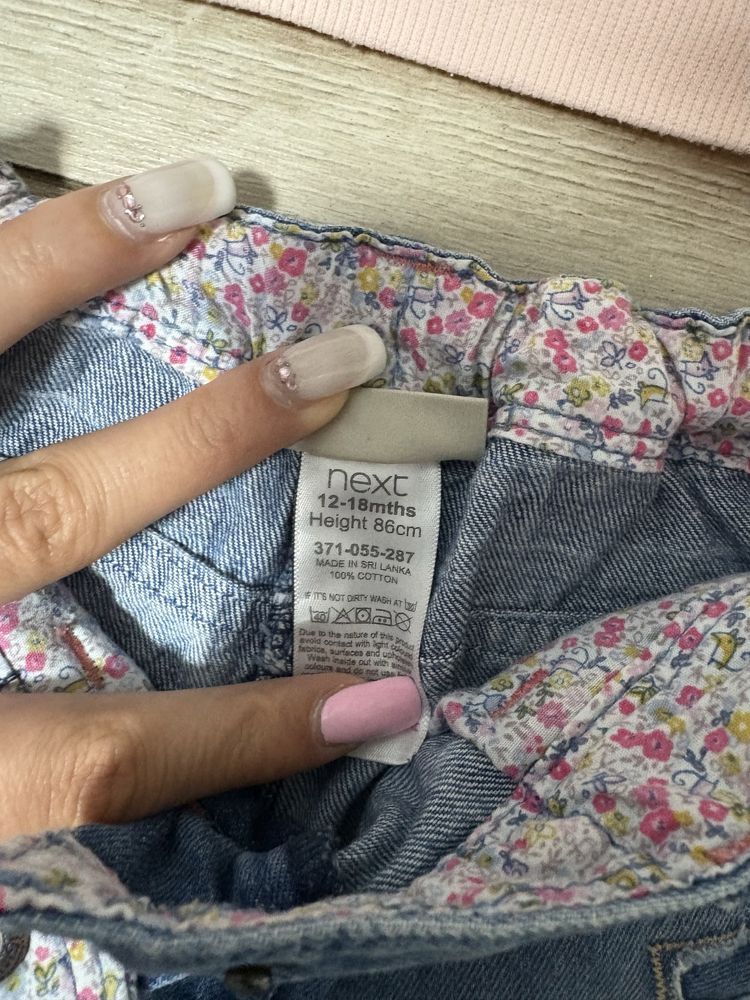 next
12-18mths
Height 86cm
371-055-287
MADE IN SRI LANKA
100% COTTON
IF IT'S NOT DIRTY WASH AT 30
40
Due to the nature of this product
avoid contact with light coloured
fabrics, surfaces and
Wash inside out with
colours and do not